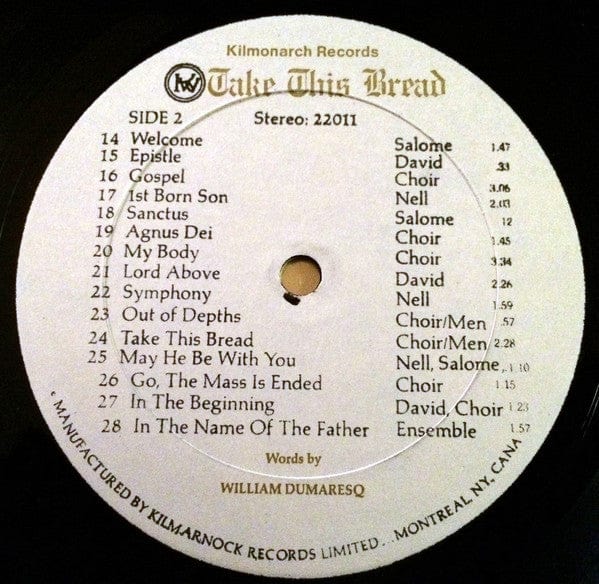 Kilmonarch Records
Take This Bread
SIDE 2 Stereo: 22011
14 Welcome Salome 1.47
15 Epistle David .33
16 Gospel Choir 3.06
17 1st Born Son Nell 2.03
18 Sanctus Salome 12
19 Agnus Dei Choir 1.45
20 My Body Choir 3.34
21 Lord Above David 2.26
22 Symphony Nell 1.59
23 Out of Depths Choir/Men .57
24 Take This Bread Choir/Men 2.28
25 May He Be With You Nell, Salome, 1.10
26 Go, The Mass Is Ended Choir 1.15
27 In The Beginning David, Choir 1.23
28 In The Name Of The Father Ensemble 1.57
Words by
WILLIAM DUMARESQ
MANUFACTURED BY KILMARNOCK RECORDS LIMITED...MONTREAL, NY, CANA